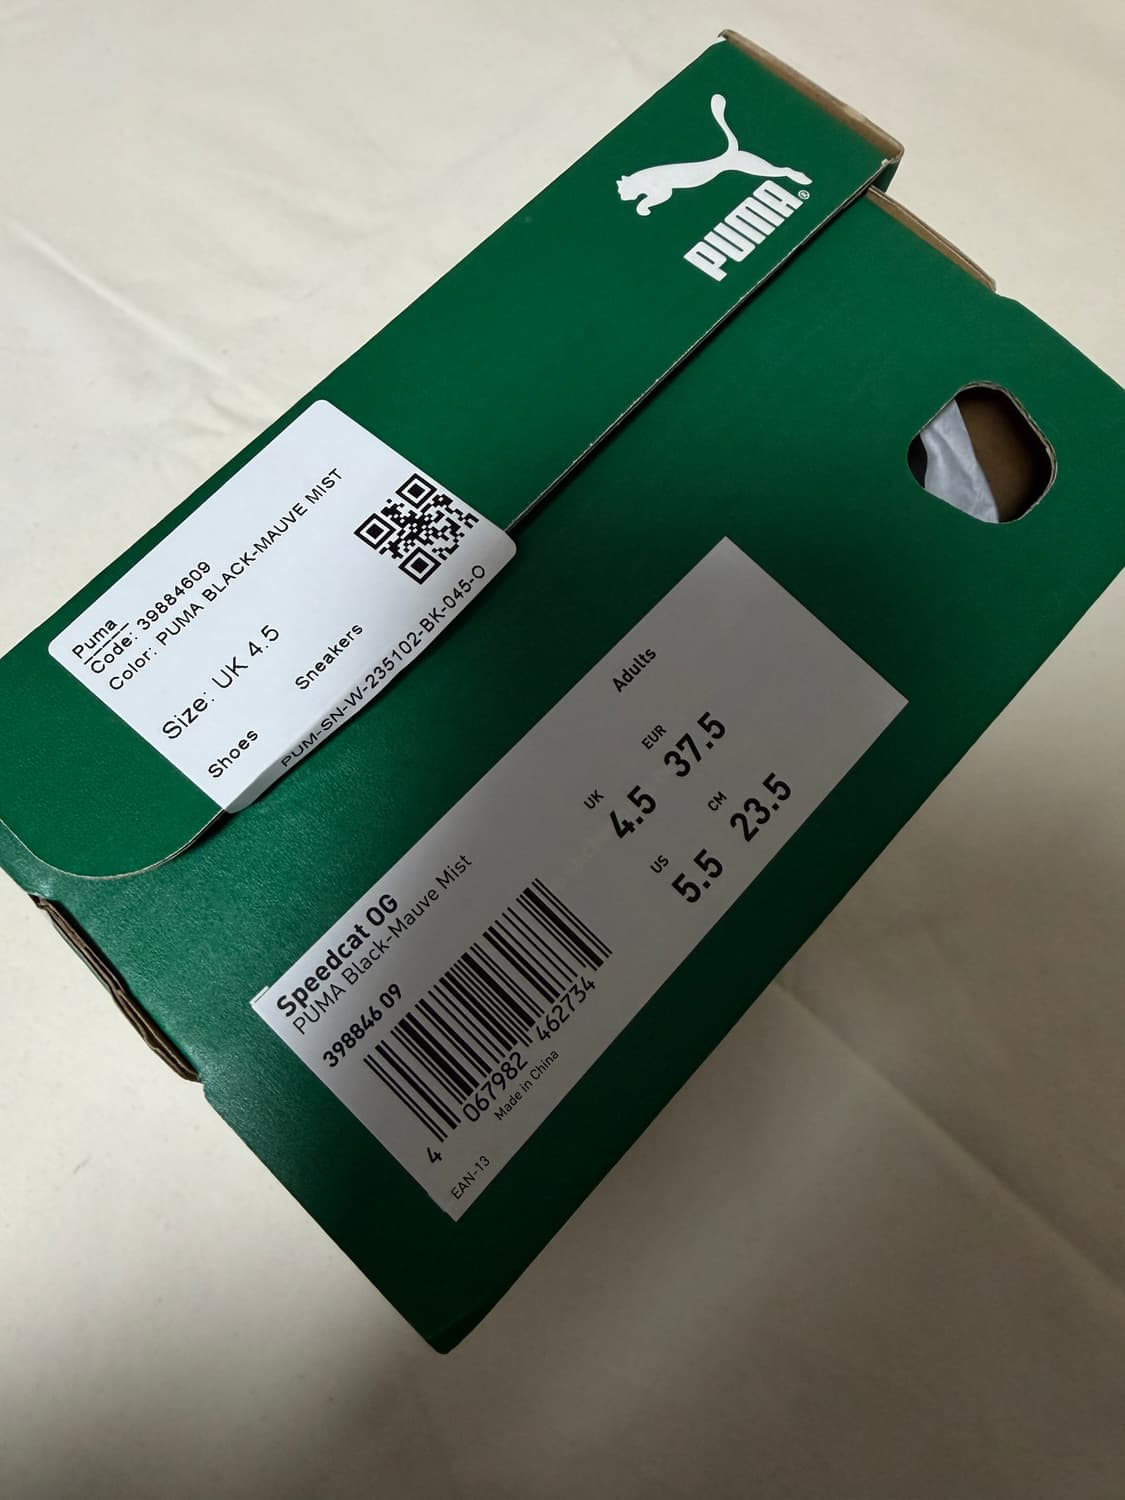 PUMA®
Puma_
Code: 39884609
Color: PUMA BLACK-MAUVE MIST
Size: UK 4.5
Shoes Sneakers
PUM-SN-W-235102-BK-045-O
Adults
UK EUR
4.5 37.5
US CM
5.5 23.5
Speedcat OG
PUMA Black-Mauve Mist
398846 09
4 067982 462734
Made in China
EAN-13